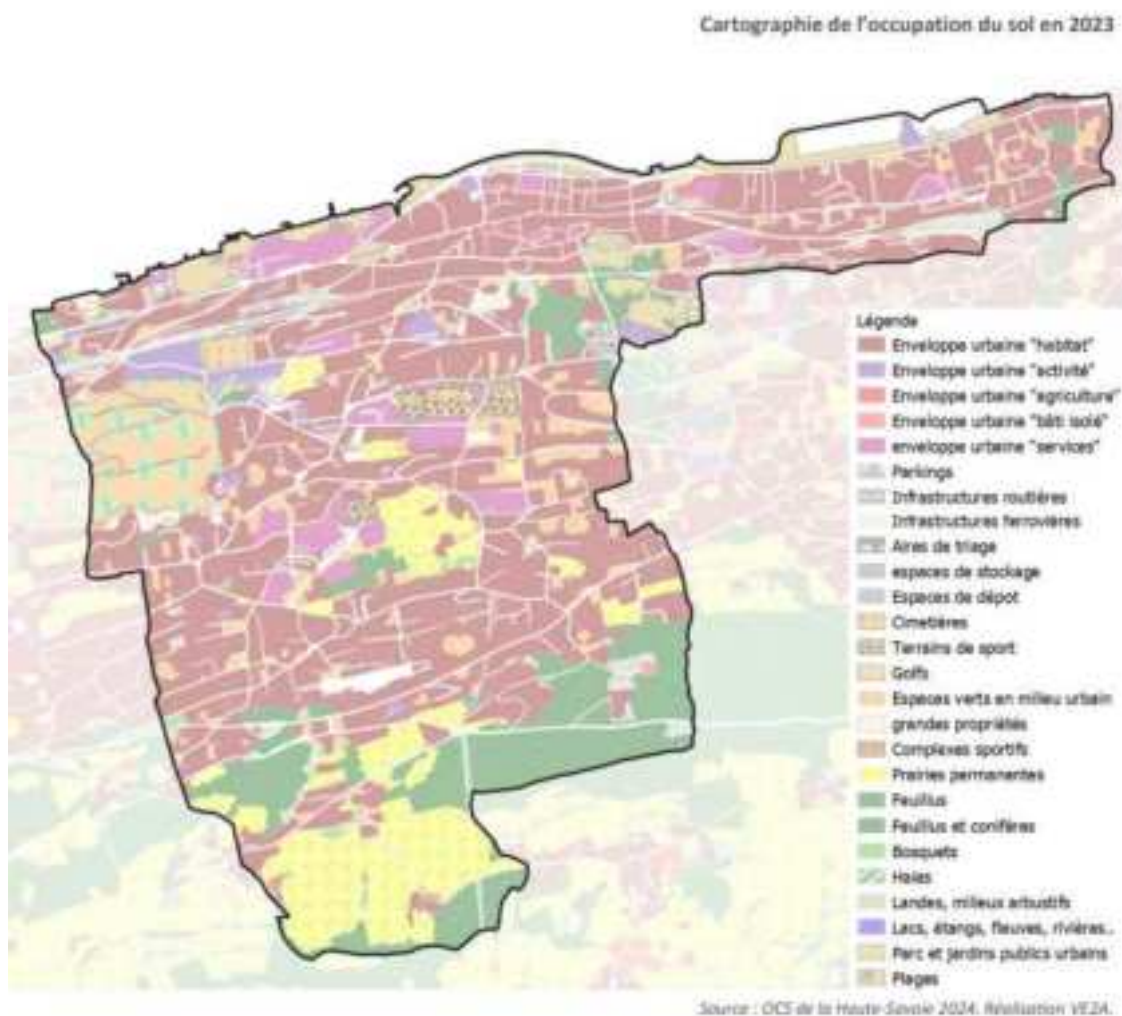 Cartographie de l'occupation du sol en 2023
Légende
Enveloppe urbaine "habitat"
Enveloppe urbaine "activité"
Enveloppe urbaine "agriculture"
Enveloppe urbaine "bâti isolé"
enveloppe urbaine "services"
Parkings
Infrastructures routières
Infrastructures ferrovières
Aires de triage
espaces de stockage
Espaces de dépot
Cimetières
Terrains de sport
Golfs
Espaces verts en milieu urbain
grandes propriétés
Complexes sportifs
Prairies permanentes
Feuillus
Feuillus et conifères
Bosquets
Haies
Landes, milieux arbustifs
Lacs, étangs, fleuves, rivières..
Parc et jardins publics urbains
Plages
Source : OCS de la Haute-Savoie 2024. Réalisation VE2A.